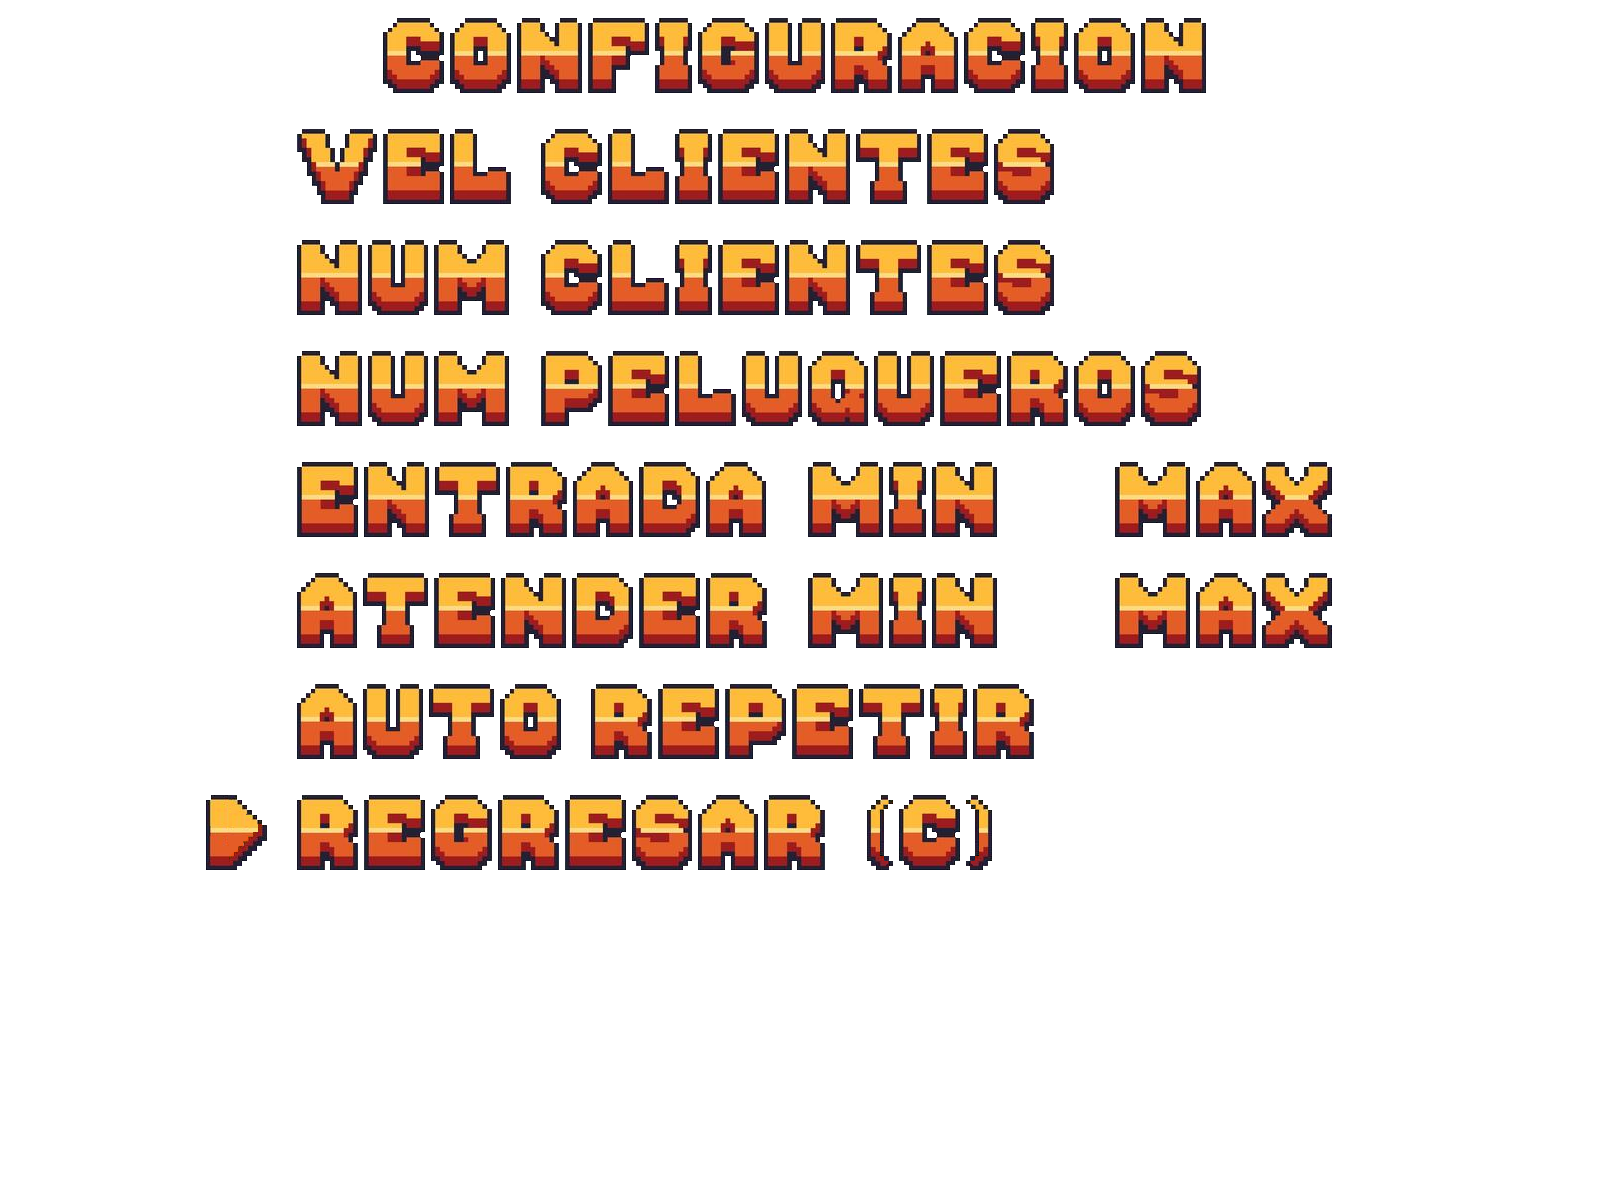 CONFIGURACION
VEL CLIENTES
NUM CLIENTES
NUM PELUQUEROS
ENTRADA MIN MAX
ATENDER MIN MAX
AUTO REPETIR
REGRESAR (C)